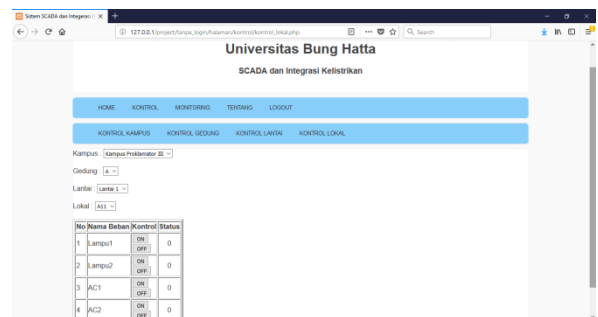 Sistem SCADA dan Integrasi
127.0.0.1/project/tanpa_login/halaman/kontrol/kontrol_lokal.php
Search
Universitas Bung Hatta
SCADA dan Integrasi Kelistrikan
HOME KONTROL MONITORING TENTANG LOGOUT
KONTROL KAMPUS KONTROL GEDUNG KONTROL LANTAI KONTROL LOKAL
Kampus : Kampus Proklamator III
Gedung : A
Lantai : Lantai 1
Lokal : A11
No Nama Beban Kontrol Status
1 Lampu1 ON OFF 0
2 Lampu2 ON OFF 0
3 AC1 ON OFF 0
4 AC2 ON OFF 0